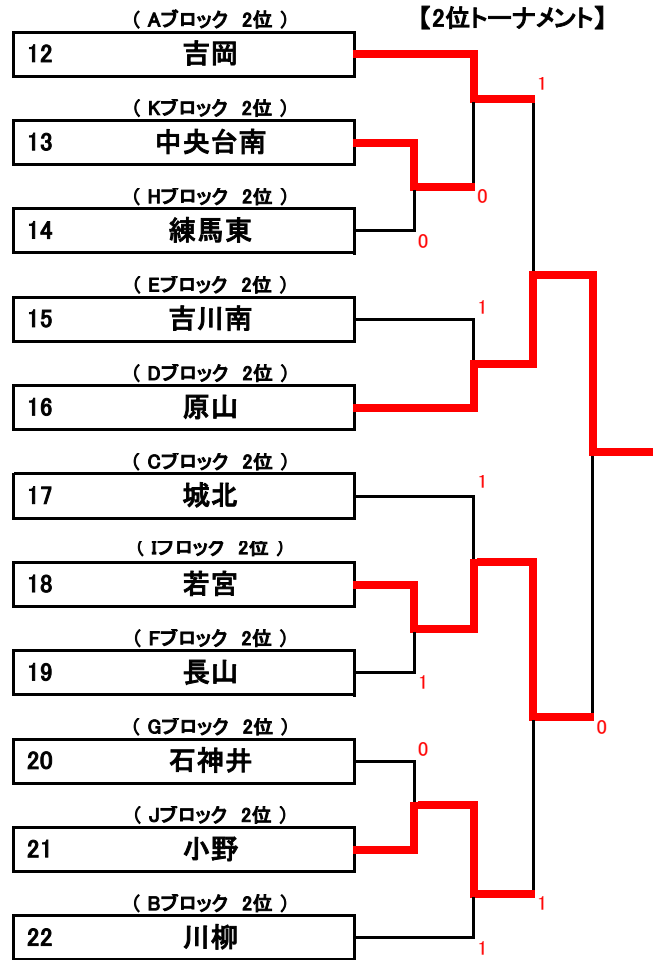 【2位トーナメント】
( Aブロック 2位 )
12 吉岡
1
( Kブロック 2位 )
13 中央台南
0
( Hブロック 2位 )
14 練馬東
0
( Eブロック 2位 )
15 吉川南
1
( Dブロック 2位 )
16 原山
( Cブロック 2位 )
17 城北
1
( Iフロック 2位 )
18 若宮
( Fブロック 2位 )
19 長山
1
( Gブロック 2位 )
0
20 石神井
0
( Jブロック 2位 )
21 小野
( Bブロック 2位 )
1
22 川柳
1